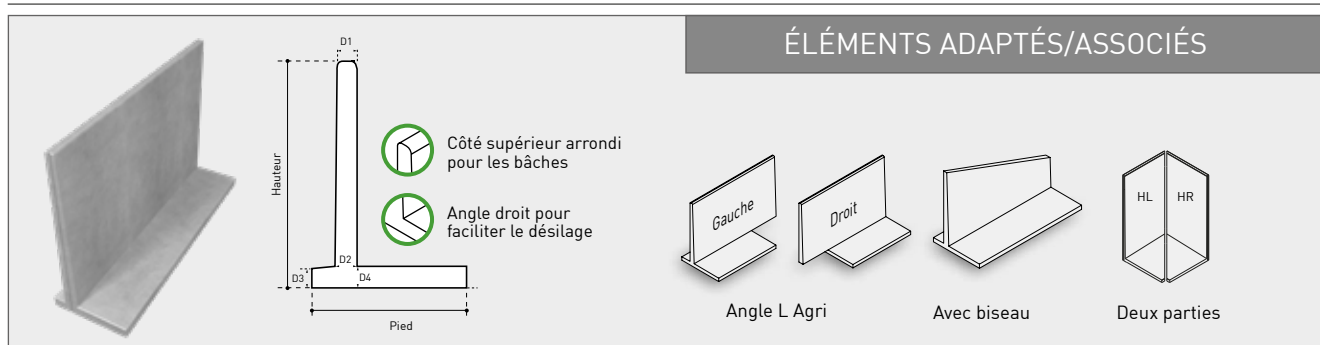 ÉLÉMENTS ADAPTÉS/ASSOCIÉS
D1
Hauteur
Côté supérieur arrondi
pour les bâches
Angle droit pour
faciliter le désilage
D2
D3
D4
Pied
Gauche
Droit
HL
HR
Angle L Agri
Avec biseau
Deux parties